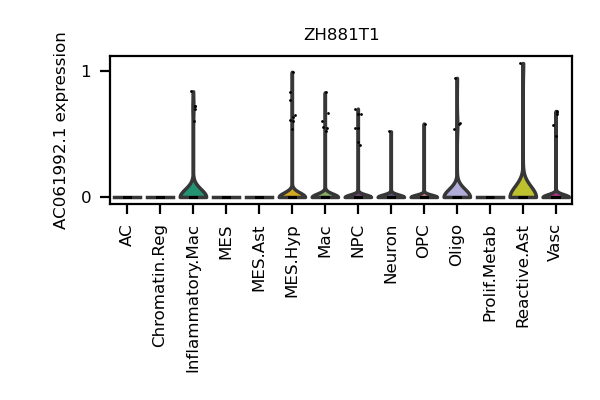 ZH881T1
AC061992.1 expression
1
0
AC
Chromatin.Reg
Inflammatory.Mac
MES
MES.Ast
MES.Hyp
Mac
NPC
Neuron
OPC
Oligo
Prolif.Metab
Reactive.Ast
Vasc